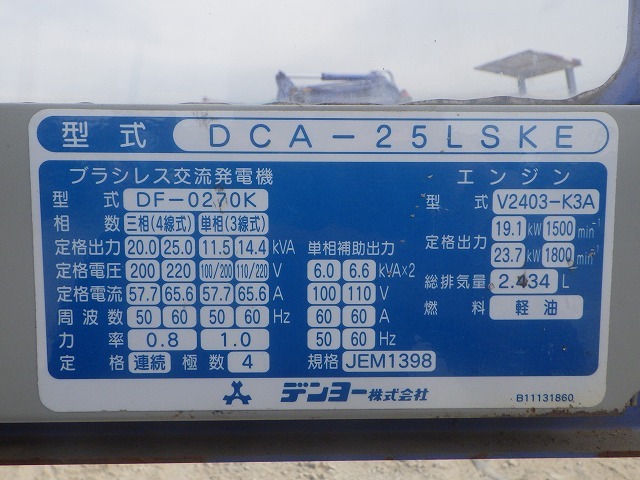 型式 DCA-25LSKE
ブラシレス交流発電機
型式 DF-0270K
相数 三相(4線式) 単相(3線式)
定格出力 20.0 25.0 11.5 14.4 kVA
定格電圧 200 220 100/200 110/220 V
定格電流 57.7 65.6 57.7 65.6 A
周波数 50 60 50 60 Hz
力率 0.8 1.0
定格 連続 極数 4
単相補助出力
6.0 6.6 kVA×2
100 110 V
60 60 A
50 60 Hz
規格 JEM1398
エンジン
型式 V2403-K3A
定格出力 19.1 kW 1500 min⁻¹
23.7 kW 1800 min⁻¹
総排気量 2.434 L
燃料 軽油
デンヨー株式会社
B11131860